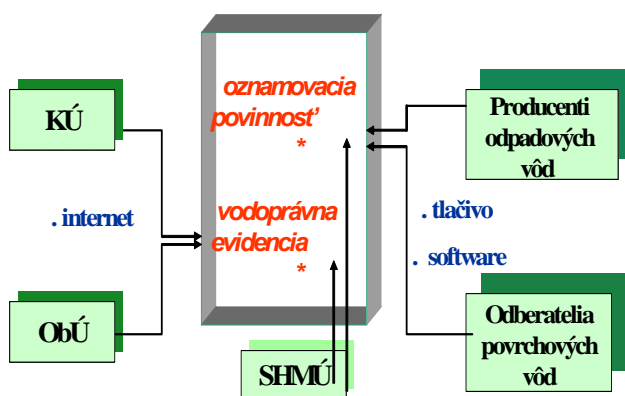 KÚ
. internet
ObÚ
oznamovacia
povinnosť
*
vodoprávna
evidencia
*
SHMÚ
Producenti
odpadových
vôd
. tlačivo
. software
Odberatelia
povrchových
vôd